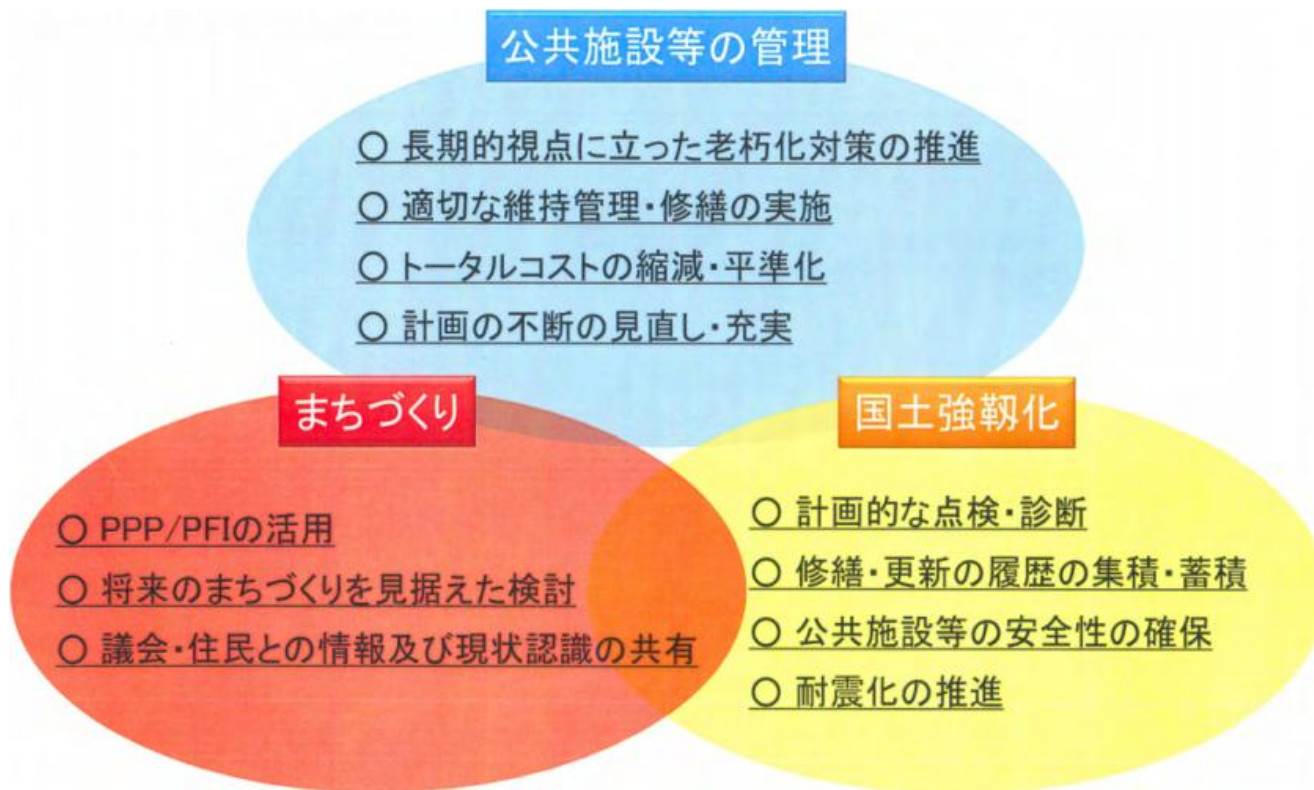 公共施設等の管理
○ 長期的視点に立った老朽化対策の推進
○ 適切な維持管理・修繕の実施
○ トータルコストの縮減・平準化
○ 計画の不断の見直し・充実
まちづくり
○ PPP/PFIの活用
○ 将来のまちづくりを見据えた検討
○ 議会・住民との情報及び現状認識の共有
国土強靱化
○ 計画的な点検・診断
○ 修繕・更新の履歴の集積・蓄積
○ 公共施設等の安全性の確保
○ 耐震化の推進